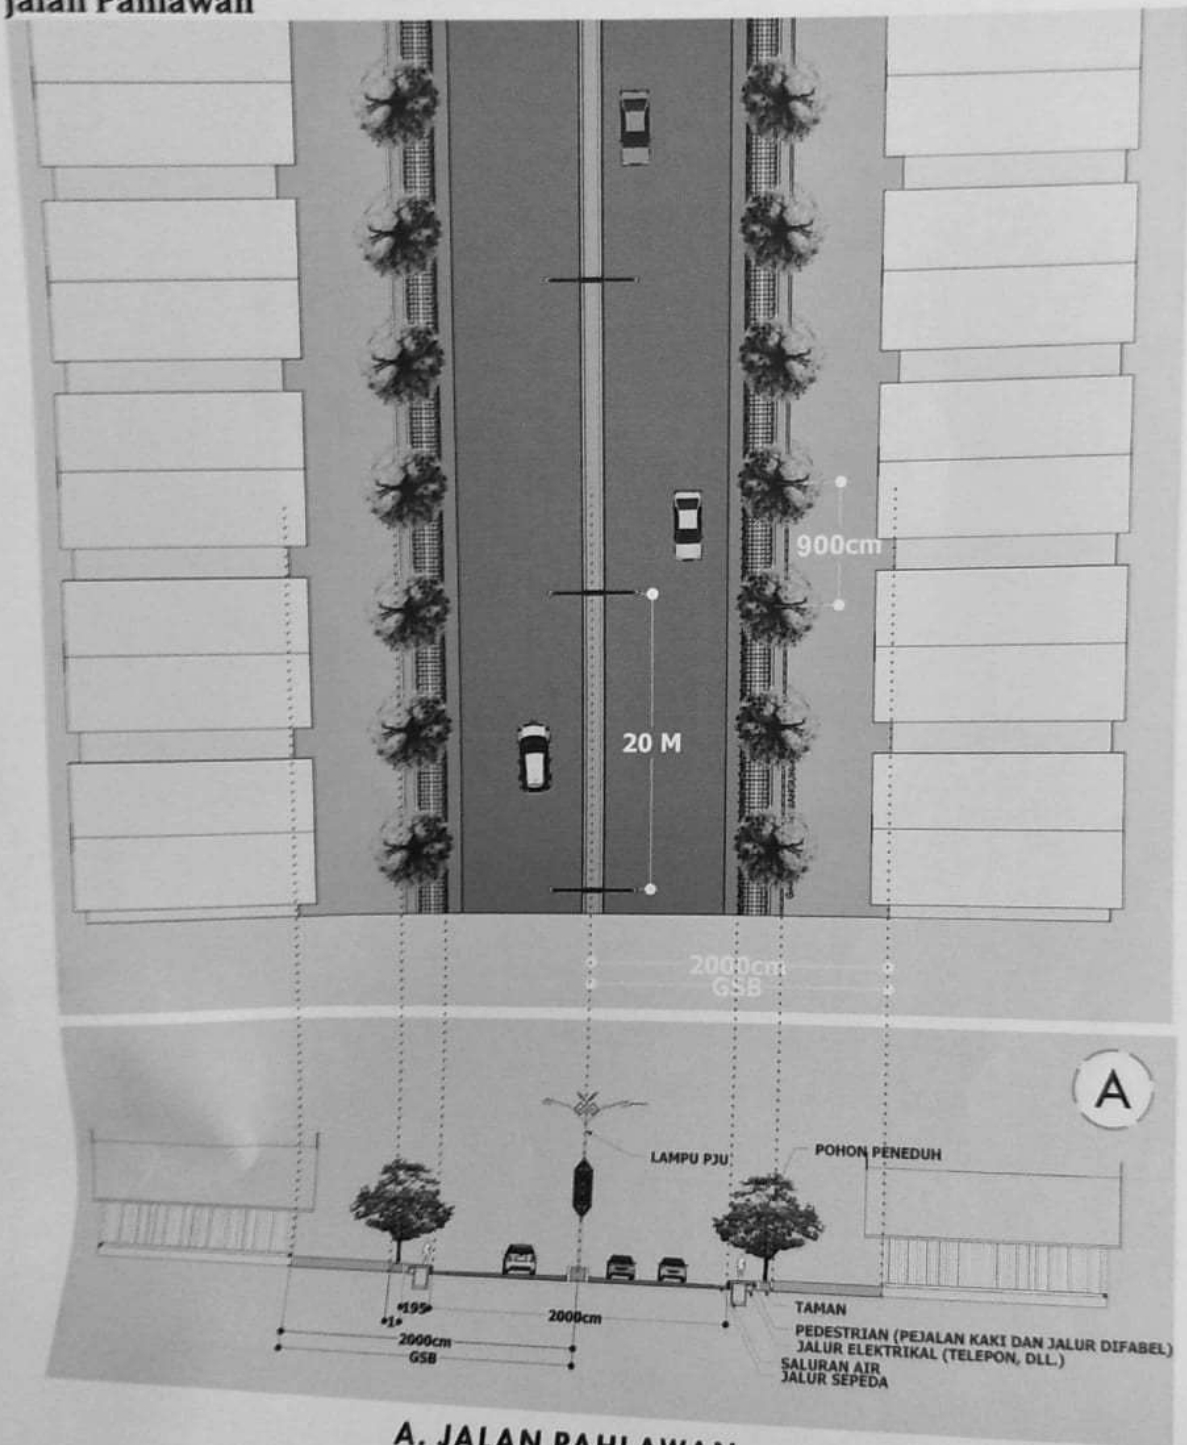 jalan Pahlawan
900cm
20 M
2000cm
GSB
A
LAMPU PJU
POHON PENEDUH
195
1
2000cm
2000cm
GSB
TAMAN
PEDESTRIAN (PEJALAN KAKI DAN JALUR DIFABEL)
JALUR ELEKTRIKAL (TELEPON, DLL.)
SALURAN AIR
JALUR SEPEDA
A. JALAN PAHLAWAN